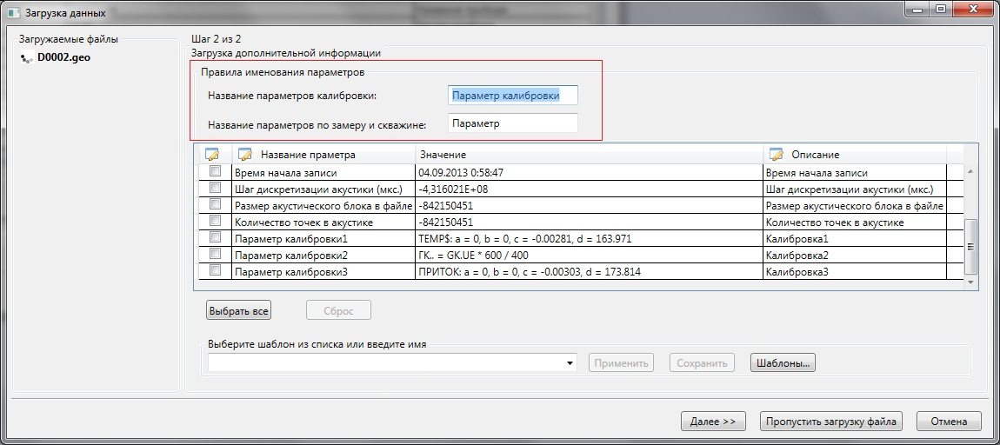 Загрузка данных
Загружаемые файлы
D0002.geo
Шаг 2 из 2
Загрузка дополнительной информации
Правила именования параметров
Название параметров калибровки: Параметр калибровки
Название параметров по замеру и скважине: Параметр
Название праметра Значение Описание
Время начала записи 04.09.2013 0:58:47 Время начала записи
Шаг дискретизации акустики (мкс.) -4,316021E+08 Шаг дискретизации акустики (мкс.)
Размер акустического блока в файле -842150451 Размер акустического блока в файле
Количество точек в акустике -842150451 Количество точек в акустике
Параметр калибровки1 TEMP$: a = 0, b = 0, c = -0.00281, d = 163.971 Калибровка1
Параметр калибровки2 ГК.. = GK.UE * 600 / 400 Калибровка2
Параметр калибровки3 ПРИТОК: a = 0, b = 0, c = -0.00303, d = 173.814 Калибровка3
Выбрать все Сброс
Выберите шаблон из списка или введите имя
Применить Сохранить Шаблоны...
Далее >> Пропустить загрузку файла Отмена